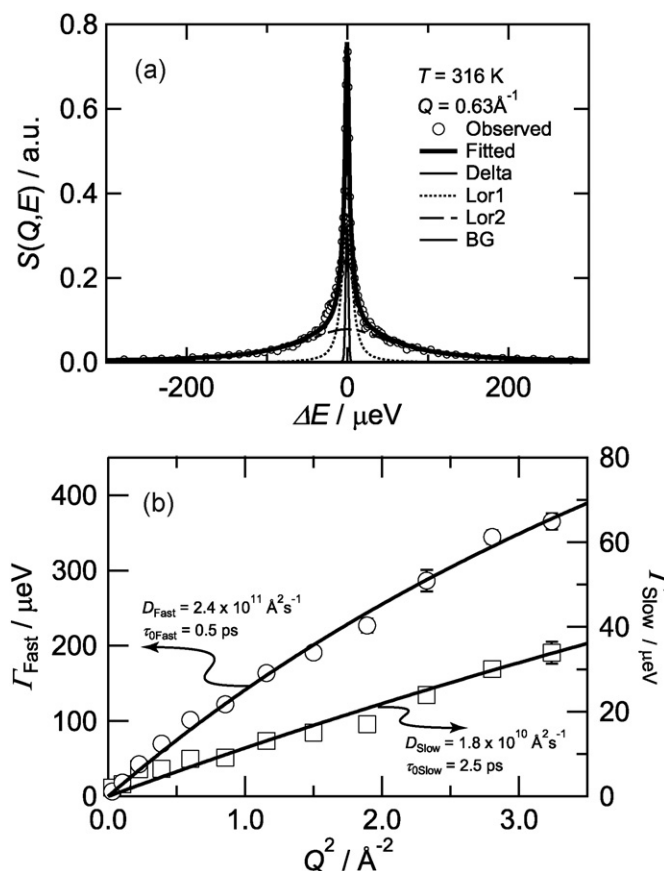 (a)
T = 316 K
Q = 0.63Å⁻¹
Observed
Fitted
Delta
Lor1
Lor2
BG
S(Q,E) / a.u.
0.8
0.6
0.4
0.2
0.0
-200
0
200
ΔE / μeV
(b)
Γ_Fast / μeV
400
300
200
100
0
D_Fast = 2.4 x 10¹¹ Å²s⁻¹
τ_0Fast = 0.5 ps
D_Slow = 1.8 x 10¹⁰ Å²s⁻¹
τ_0Slow = 2.5 ps
80
60
40
20
0
Γ_Slow / μeV
0.0
1.0
2.0
3.0
Q² / Å⁻²